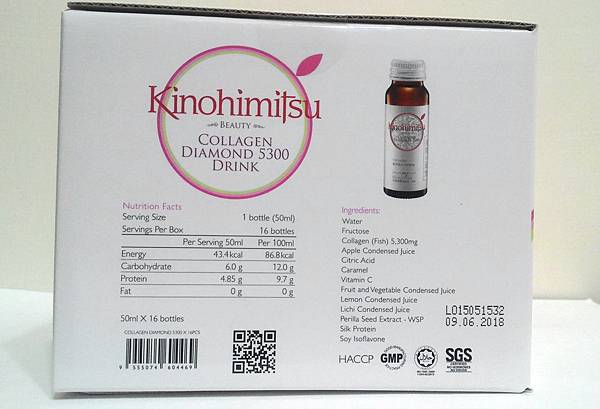 Kinohimitsu
BEAUTY
COLLAGEN
DIAMOND 5300
DRINK
Nutrition Facts
Serving Size 1 bottle (50ml)
Servings Per Box 16 bottles
Per Serving 50ml Per 100ml
Energy 43.4kcal 86.8kcal
Carbohydrate 6.0 g 12.0 g
Protein 4.85 g 9.7 g
Fat 0 g 0 g
50ml X 16 bottles
COLLAGEN DIAMOND 5300 X 16PCS
9 555074 604469
Kinohimitsu
Ingredients:
Water
Fructose
Collagen (Fish) 5,300mg
Apple Condensed Juice
Citric Acid
Caramel
Vitamin C
Fruit and Vegetable Condensed Juice
Lemon Condensed Juice
Lichi Condensed Juice
Perilla Seed Extract - WSP
Silk Protein
Soy Isoflavone
L015051532
09.06.2018
HACCP GMP SGS